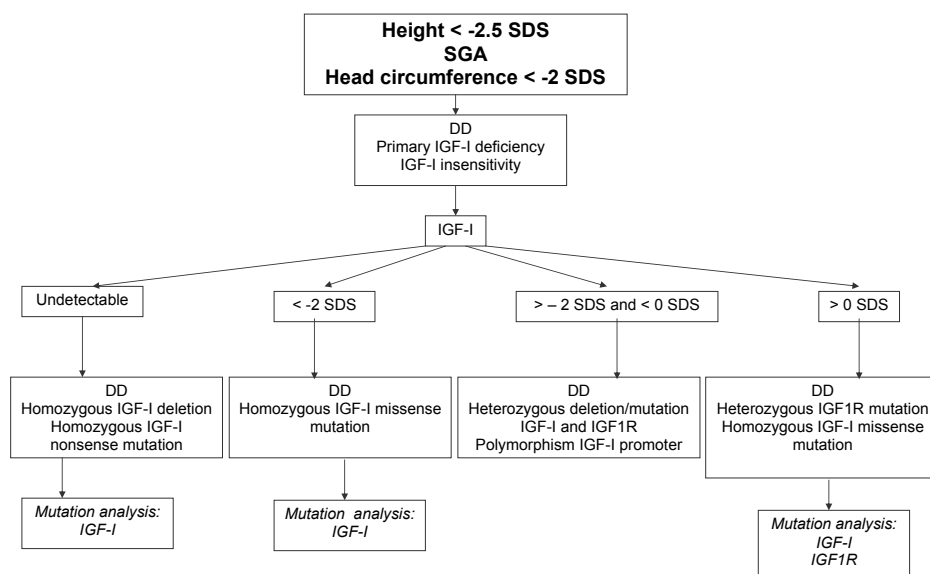 Height < -2.5 SDS
SGA
Head circumference < -2 SDS
DD
Primary IGF-I deficiency
IGF-I insensitivity
IGF-I
Undetectable
< -2 SDS
> – 2 SDS and < 0 SDS
> 0 SDS
DD
Homozygous IGF-I deletion
Homozygous IGF-I
nonsense mutation
DD
Homozygous IGF-I missense
mutation
DD
Heterozygous deletion/mutation
IGF-I and IGF1R
Polymorphism IGF-I promoter
DD
Heterozygous IGF1R mutation
Homozygous IGF-I missense
mutation
Mutation analysis:
IGF-I
Mutation analysis:
IGF-I
Mutation analysis:
IGF-I
IGF1R